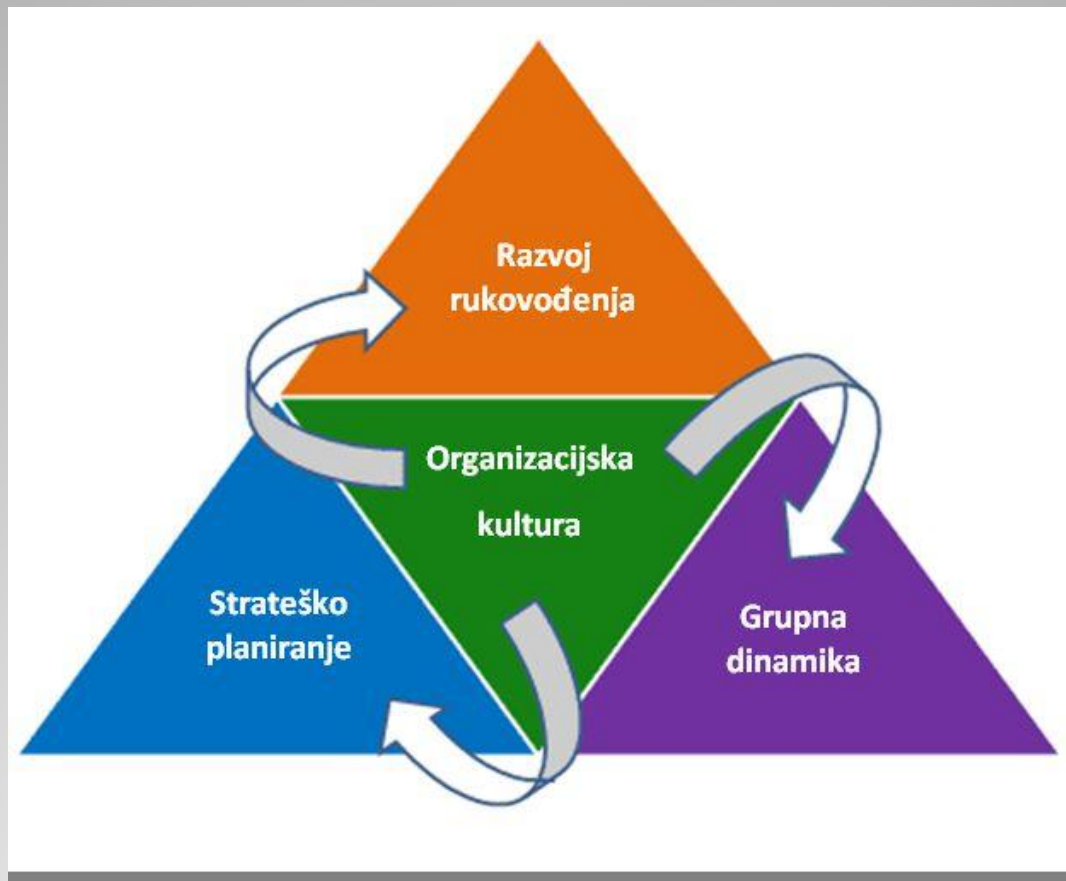 Razvoj
rukovođenja
Organizacijska
kultura
Strateško
planiranje
Grupna
dinamika